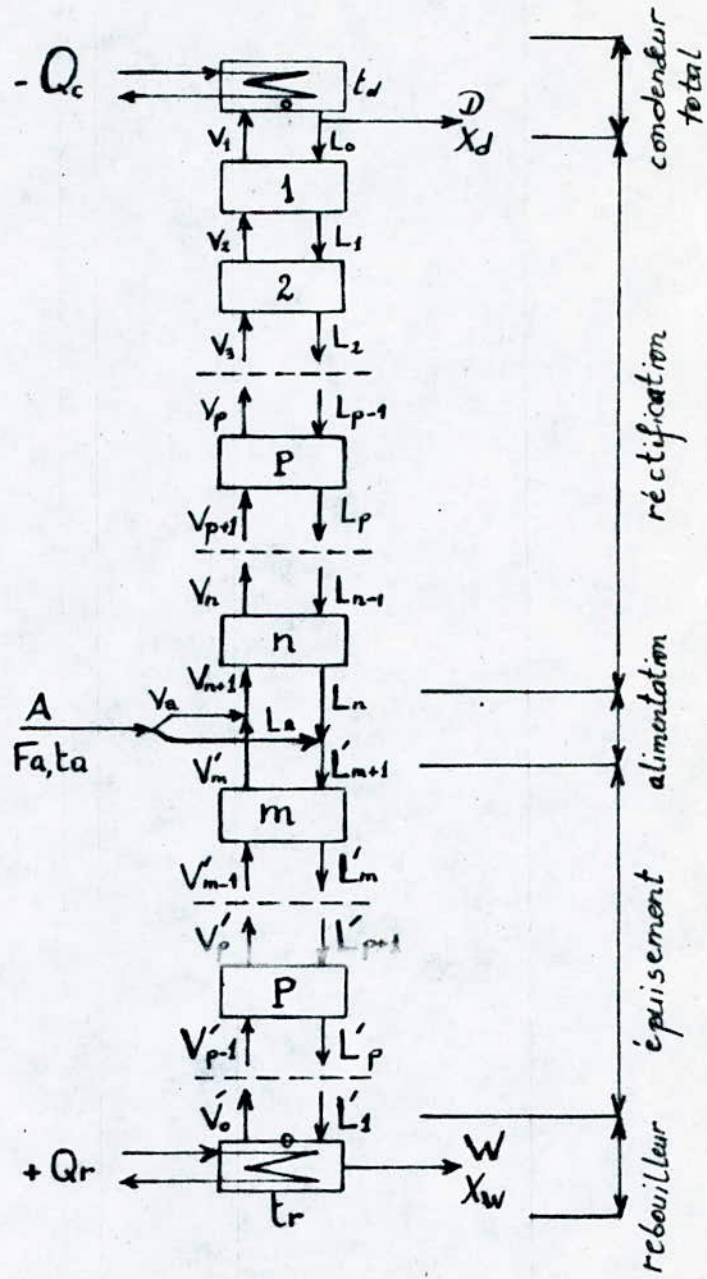 - Qc
td
D
Xd
V1
L0
1
V2
L1
2
V3
L2
Vp
Lp-1
P
Vp+1
Lp
Vn
Ln-1
n
Vn+1
Ln
A
Va
La
Fa,ta
V'm
L'm+1
m
V'm-1
L'm
V'p
L'p+1
P
V'p-1
L'p
V'0
L'1
+ Qr
tr
W
Xw
condenseur
total
réctification
alimentation
épuisement
rebouilleur